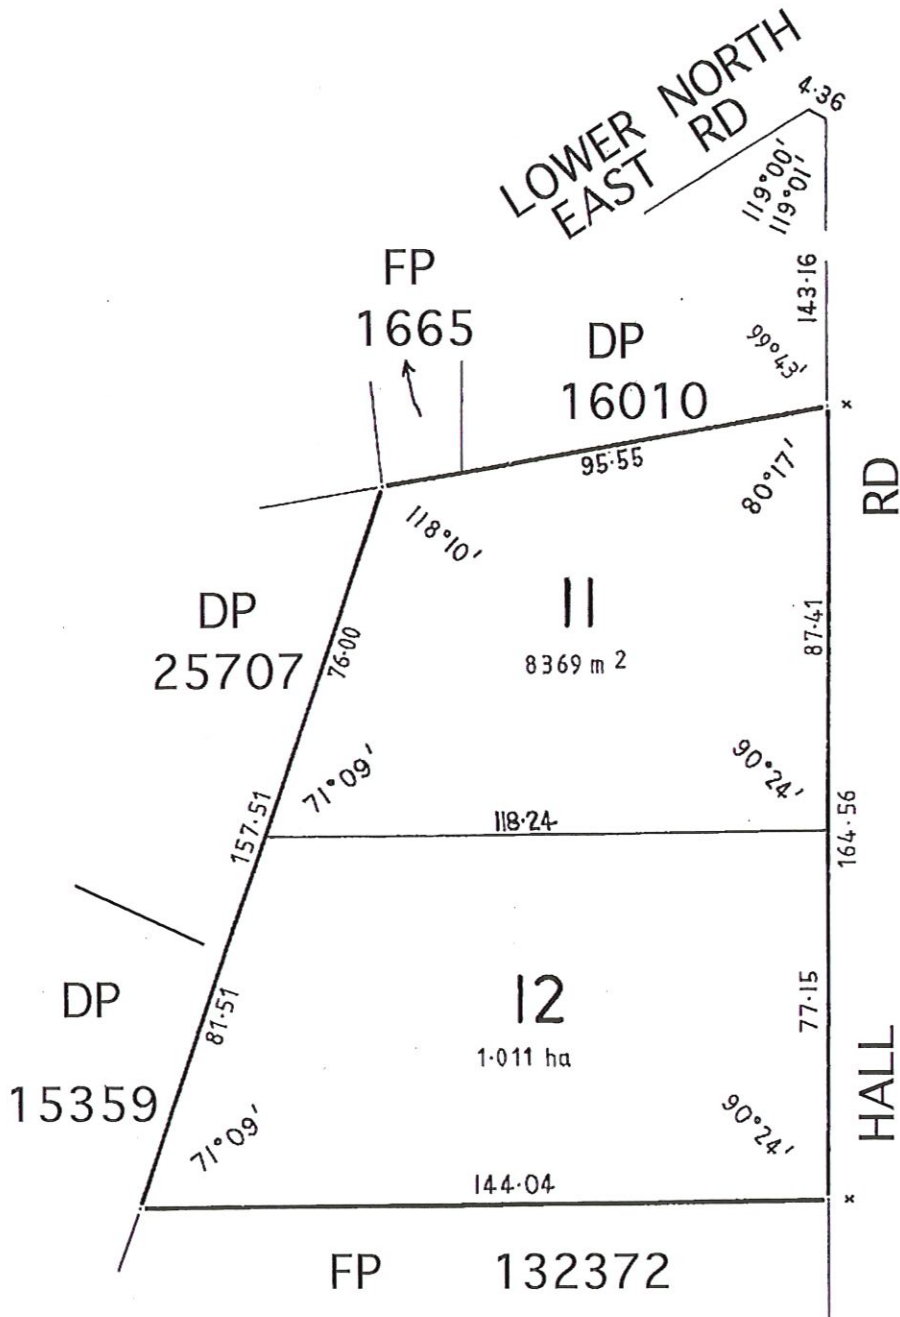 4·36
LOWER NORTH
EAST RD
119°00'
119°01'
143·16
99°43'
FP
1665
DP
16010
×
95·55
80°17'
RD
118°10'
11
8369 m 2
87·41
DP
25707
76·00
71°09'
90°24'
118·24
157·51
164·56
12
1·011 ha
77·15
DP
15359
81·51
71°09'
90°24'
HALL
144·04
×
FP 132372